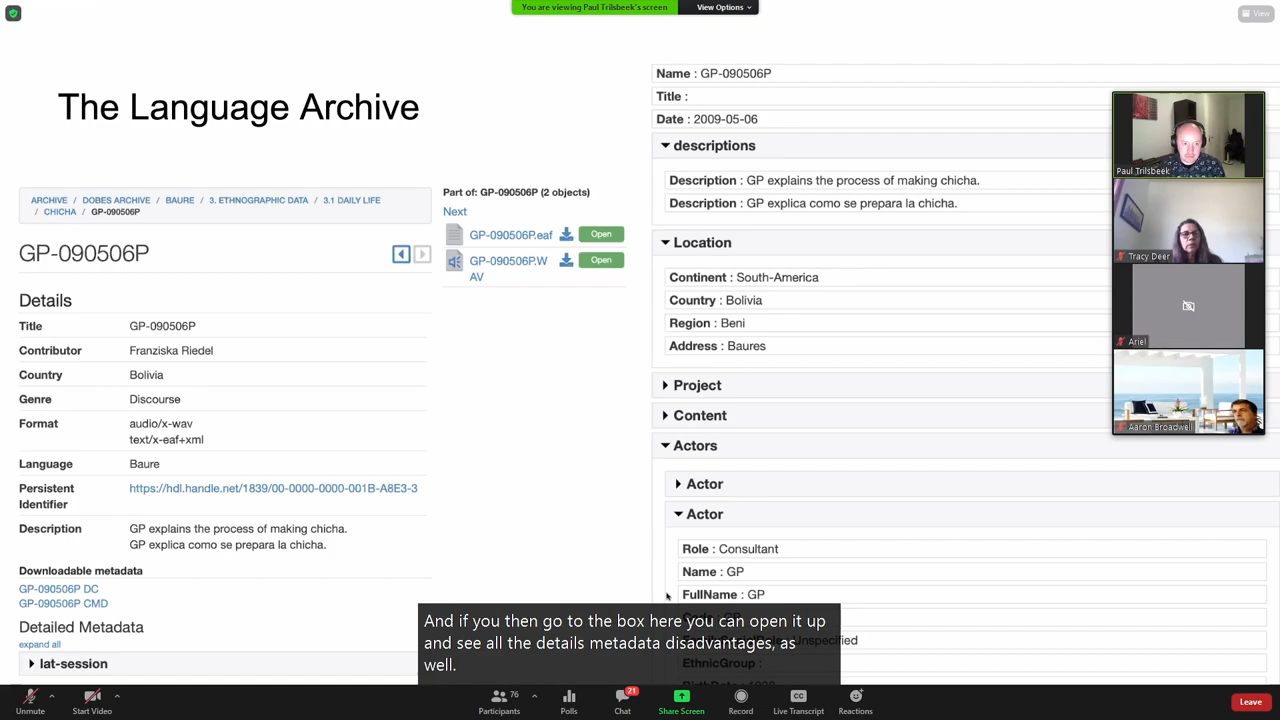 You are viewing Paul Trilsbeek's screen
View Options
View
The Language Archive
ARCHIVE / DOBES ARCHIVE / BAURE / 3. ETHNOGRAPHIC DATA / 3.1 DAILY LIFE
/ CHICHA / GP-090506P
GP-090506P
Details
Title GP-090506P
Contributor Franziska Riedel
Country Bolivia
Genre Discourse
Format audio/x-wav
text/x-eaf+xml
Language Baure
Persistent Identifier https://hdl.handle.net/1839/00-0000-0000-001B-A8E3-3
Description GP explains the process of making chicha.
GP explica como se prepara la chicha.
Downloadable metadata
GP-090506P DC
GP-090506P CMD
Detailed Metadata
expand all
lat-session
Part of: GP-090506P (2 objects)
Next
GP-090506P.eaf Open
GP-090506P.W Open
AV
Name : GP-090506P
Title :
Date : 2009-05-06
descriptions
Description : GP explains the process of making chicha.
Description : GP explica como se prepara la chicha.
Location
Continent : South-America
Country : Bolivia
Region : Beni
Address : Baures
Project
Content
Actors
Actor
Actor
Role : Consultant
Name : GP
FullName : GP
Unspecified
EthnicGroup :
Paul Trilsbeek
Tracy Deer
Ariel
Aaron Broadwell
And if you then go to the box here you can open it up
and see all the details metadata disadvantages, as
well.
Unmute
Start Video
76
Participants
Polls
21
Chat
Share Screen
Record
CC
Live Transcript
Reactions
Leave